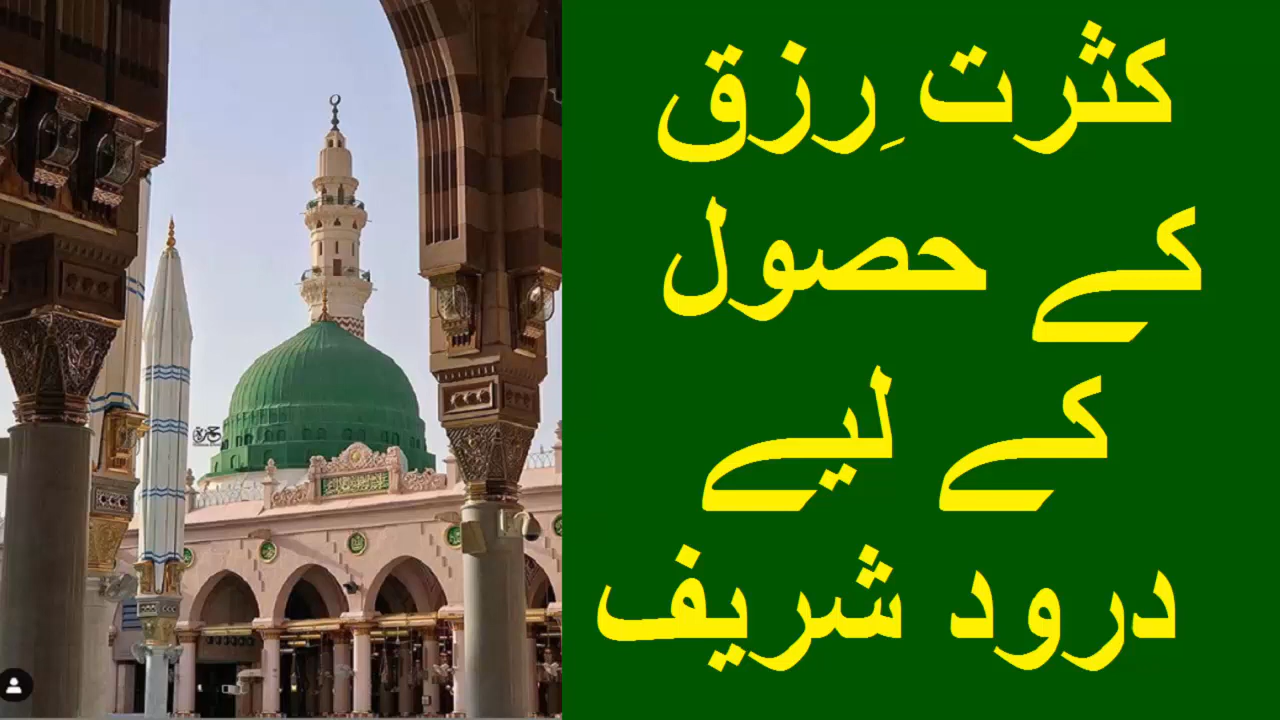 کثرت ِرزق
کے حصول
کے لیے
درود شریف